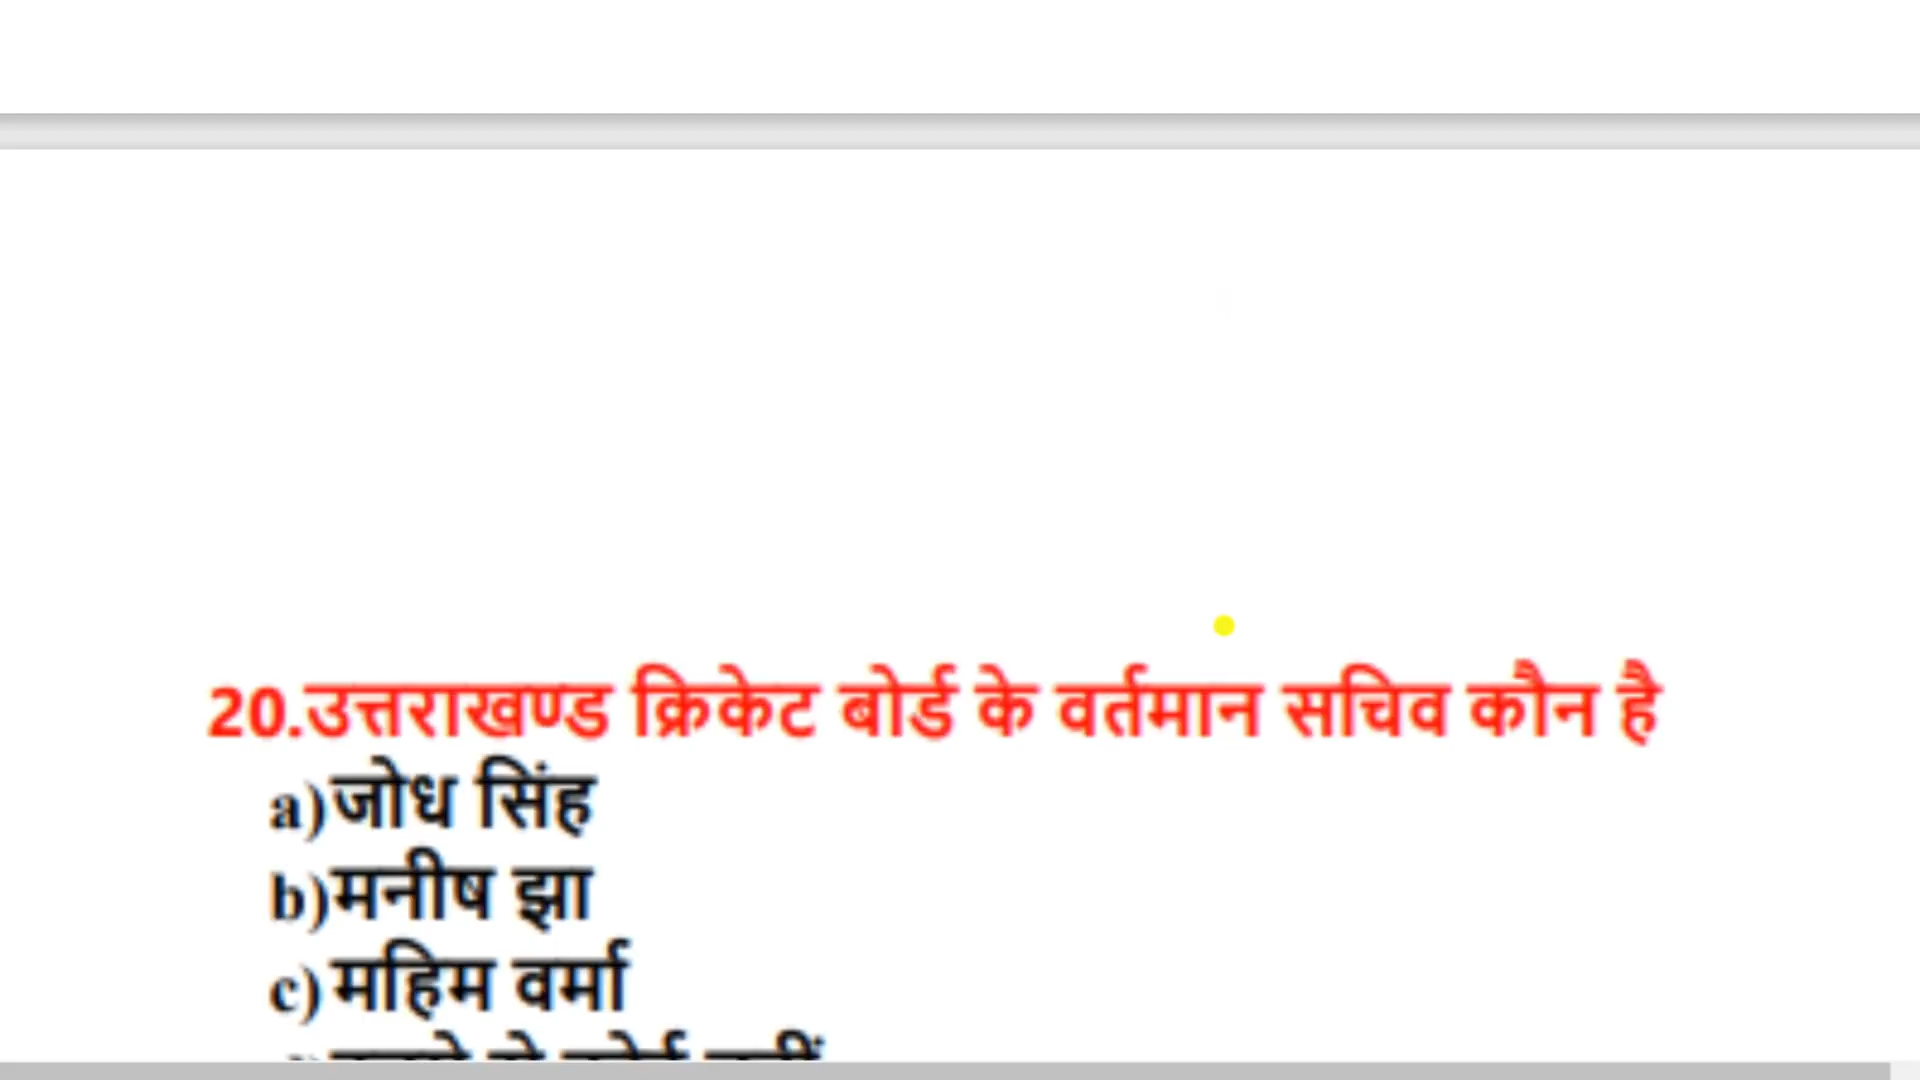 20.उत्तराखण्ड क्रिकेट बोर्ड के वर्तमान सचिव कौन है
a)जोध सिंह
b)मनीष झा
c)महिम वर्मा